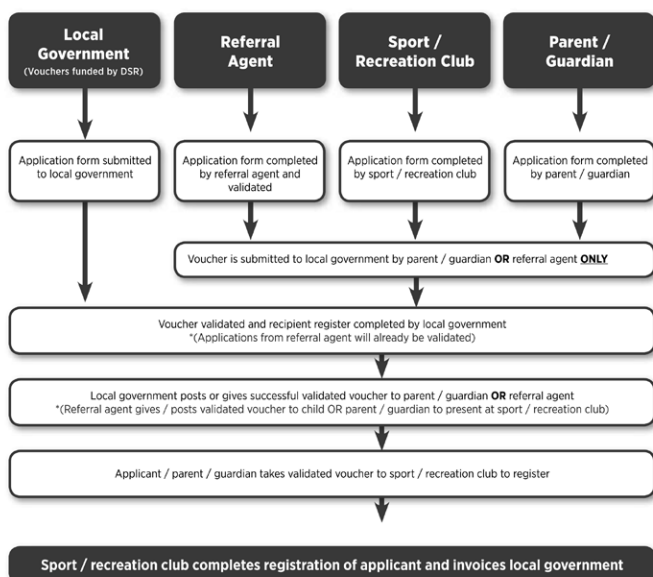 Local
Government
(Vouchers funded by DSR)
Referral
Agent
Sport /
Recreation Club
Parent /
Guardian
Application form submitted
to local government
Application form completed
by referral agent and
validated
Application form completed
by sport / recreation club
Application form completed
by parent / guardian
Voucher is submitted to local government by parent / guardian OR referral agent ONLY
Voucher validated and recipient register completed by local government
*(Applications from referral agent will already be validated)
Local government posts or gives successful validated voucher to parent / guardian OR referral agent
*(Referral agent gives / posts validated voucher to child OR parent / guardian to present at sport / recreation club)
Applicant / parent / guardian takes validated voucher to sport / recreation club to register
Sport / recreation club completes registration of applicant and invoices local government